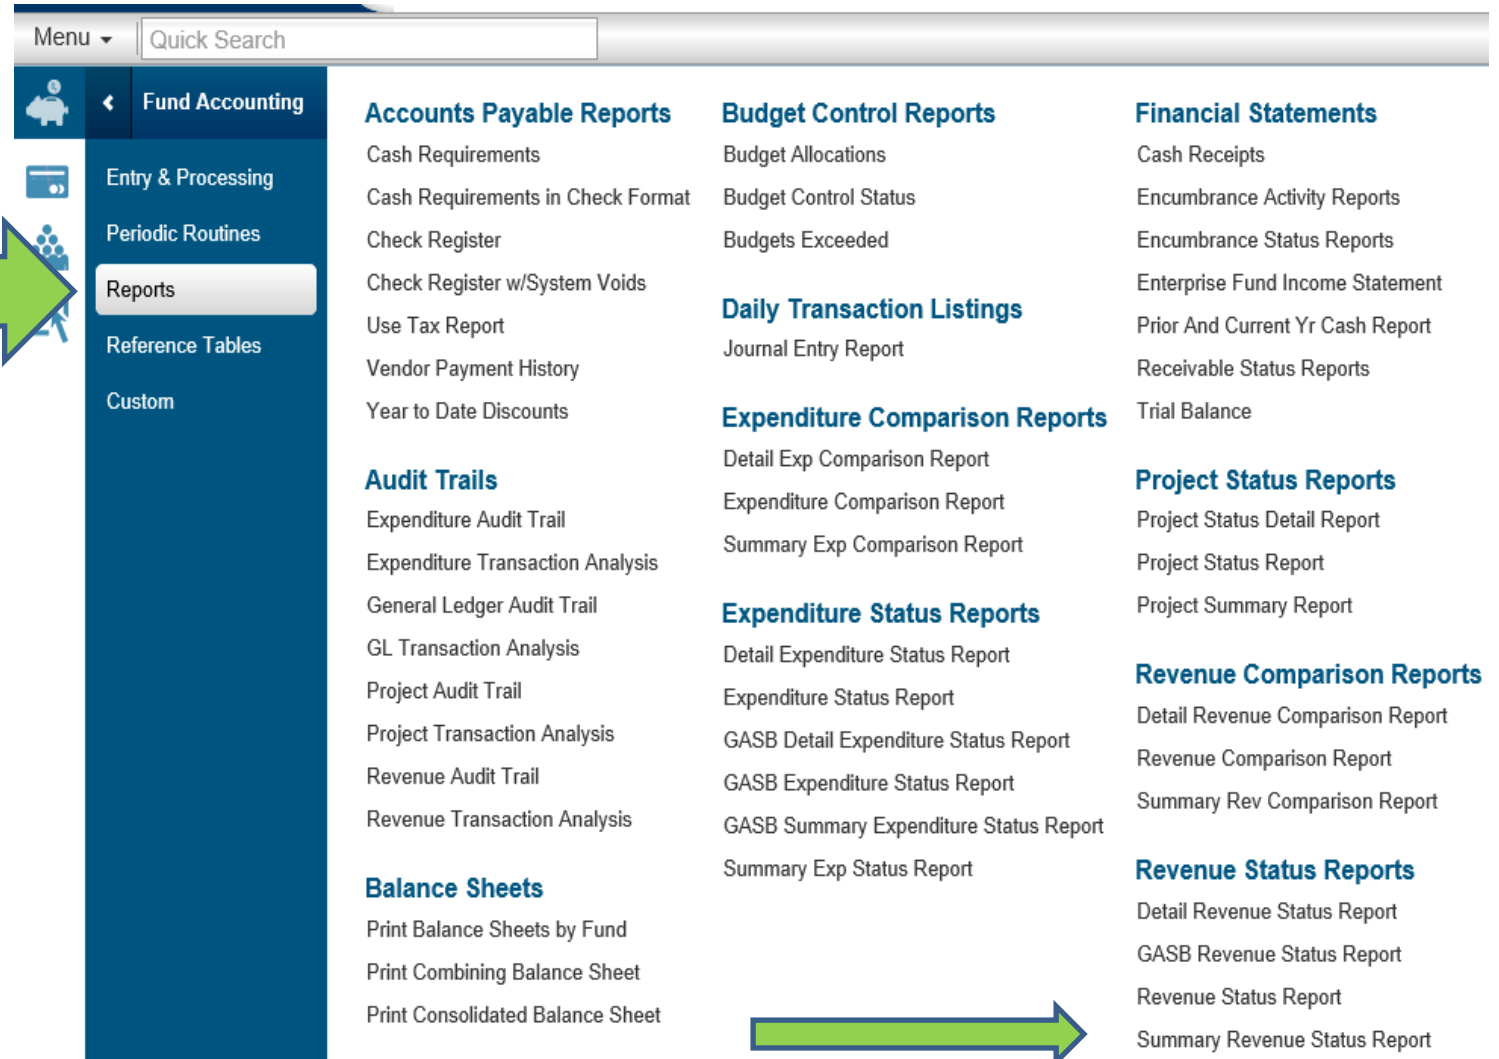 Menu
Quick Search
Fund Accounting
Entry & Processing
Periodic Routines
Reports
Reference Tables
Custom
Accounts Payable Reports
Cash Requirements
Cash Requirements in Check Format
Check Register
Check Register w/System Voids
Use Tax Report
Vendor Payment History
Year to Date Discounts
Audit Trails
Expenditure Audit Trail
Expenditure Transaction Analysis
General Ledger Audit Trail
GL Transaction Analysis
Project Audit Trail
Project Transaction Analysis
Revenue Audit Trail
Revenue Transaction Analysis
Balance Sheets
Print Balance Sheets by Fund
Print Combining Balance Sheet
Print Consolidated Balance Sheet
Budget Control Reports
Budget Allocations
Budget Control Status
Budgets Exceeded
Daily Transaction Listings
Journal Entry Report
Expenditure Comparison Reports
Detail Exp Comparison Report
Expenditure Comparison Report
Summary Exp Comparison Report
Expenditure Status Reports
Detail Expenditure Status Report
Expenditure Status Report
GASB Detail Expenditure Status Report
GASB Expenditure Status Report
GASB Summary Expenditure Status Report
Summary Exp Status Report
Financial Statements
Cash Receipts
Encumbrance Activity Reports
Encumbrance Status Reports
Enterprise Fund Income Statement
Prior And Current Yr Cash Report
Receivable Status Reports
Trial Balance
Project Status Reports
Project Status Detail Report
Project Status Report
Project Summary Report
Revenue Comparison Reports
Detail Revenue Comparison Report
Revenue Comparison Report
Summary Rev Comparison Report
Revenue Status Reports
Detail Revenue Status Report
GASB Revenue Status Report
Revenue Status Report
Summary Revenue Status Report